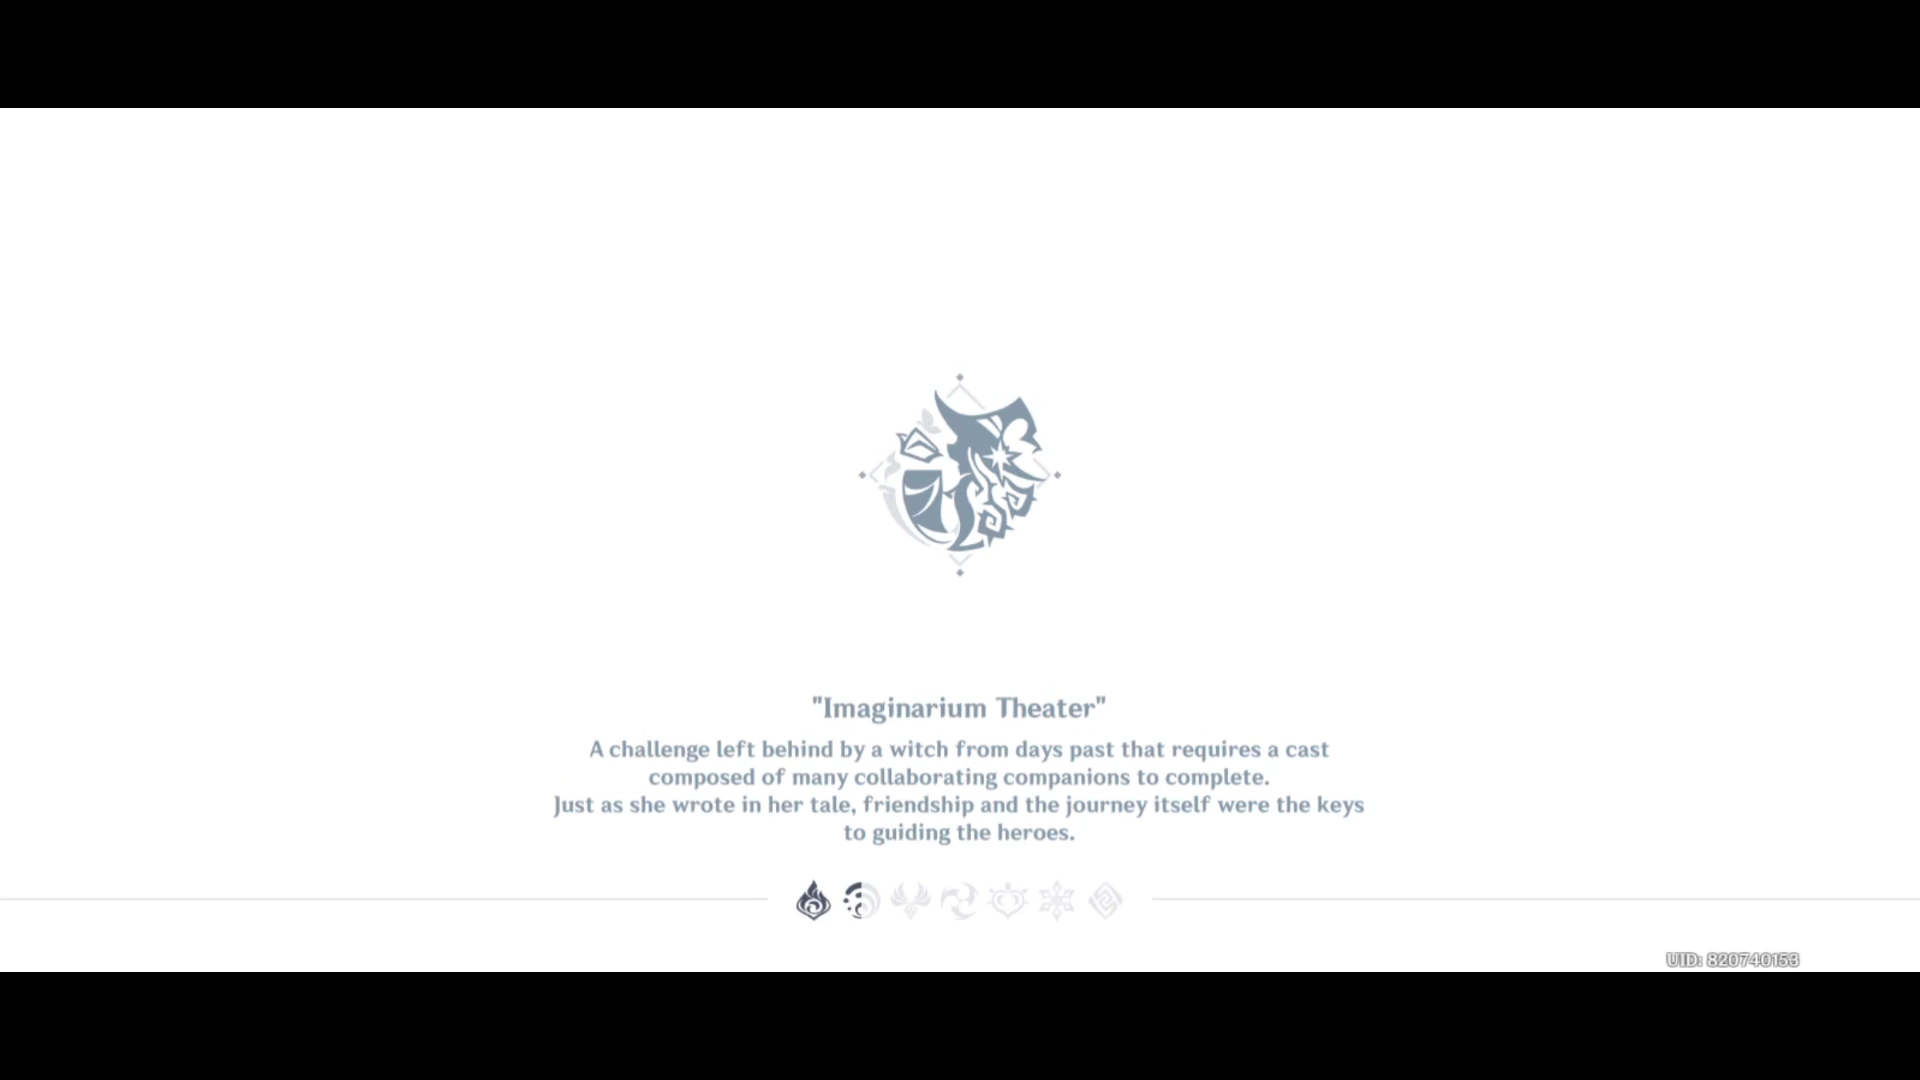 "Imaginarium Theater"
A challenge left behind by a witch from days past that requires a cast
composed of many collaborating companions to complete.
Just as she wrote in her tale, friendship and the journey itself were the keys
to guiding the heroes.
UID: 820740153